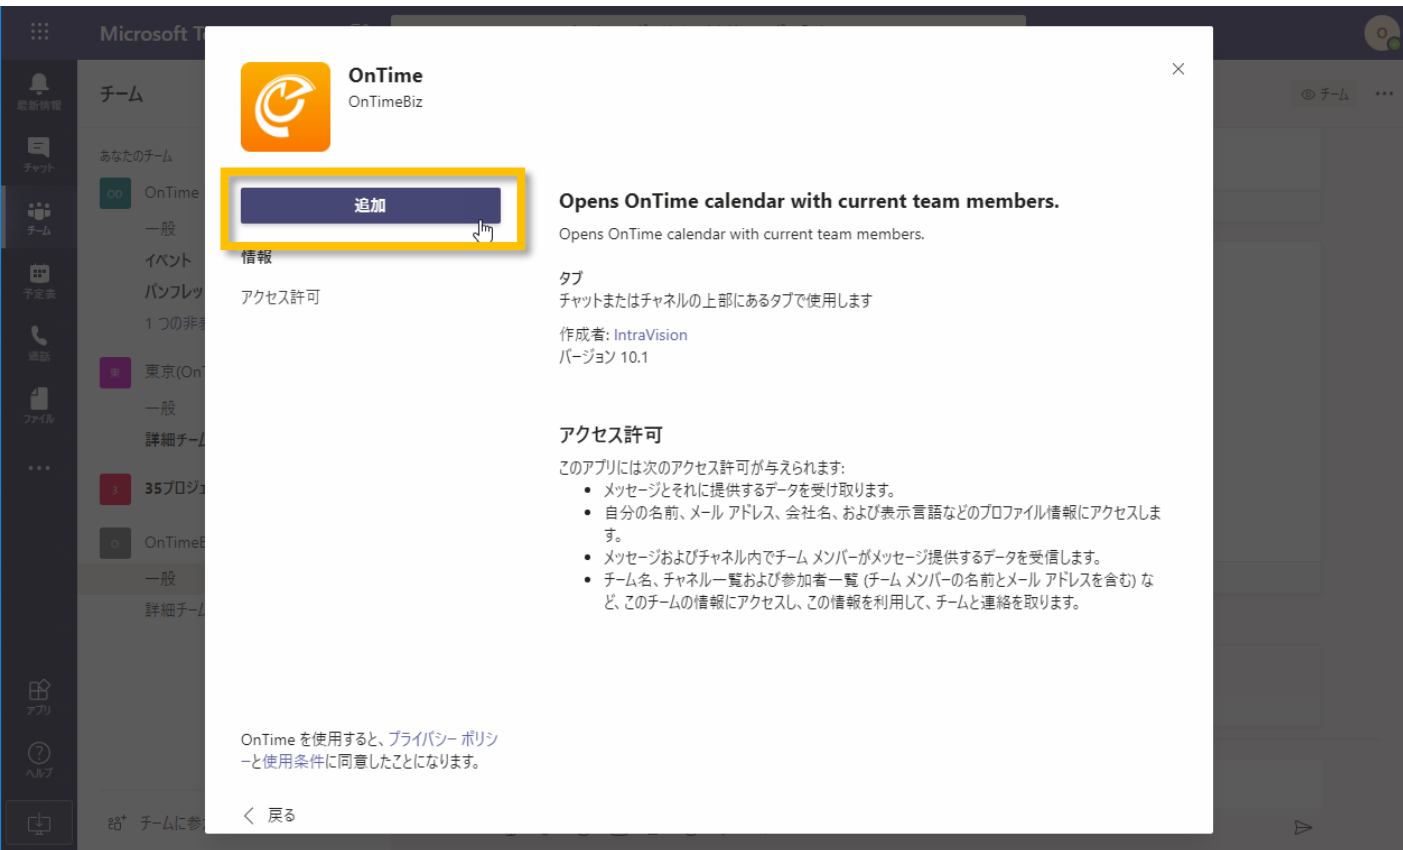 Microsoft T
OnTime
OnTimeBiz
最新情報
チーム
チーム
チャット
あなたのチーム
OD
OnTime
追加
Opens OnTime calendar with current team members.
チーム
一般
Opens OnTime calendar with current team members.
イベント
情報
予定表
パンフレッ
アクセス許可
タブ
チャットまたはチャネルの上部にあるタブで使用します
1 つの非
作成者: IntraVision
通話
バージョン 10.1
東
東京(On
一般
ファイル
詳細チーム
アクセス許可
このアプリには次のアクセス許可が与えられます:
3
35プロジェ
• メッセージとそれに提供するデータを受け取ります。
• 自分の名前、メール アドレス、会社名、および表示言語などのプロファイル情報にアクセスしま
す。
O
OnTimeB
• メッセージおよびチャネル内でチーム メンバーがメッセージ提供するデータを受信します。
一般
• チーム名、チャネル一覧および参加者一覧 (チーム メンバーの名前とメール アドレスを含む) な
ど、このチームの情報にアクセスし、この情報を利用して、チームと連絡を取ります。
詳細チーム
アプリ
OnTime を使用すると、プライバシー ポリシ
ーと使用条件に同意したことになります。
ヘルプ
チームに参
戻る